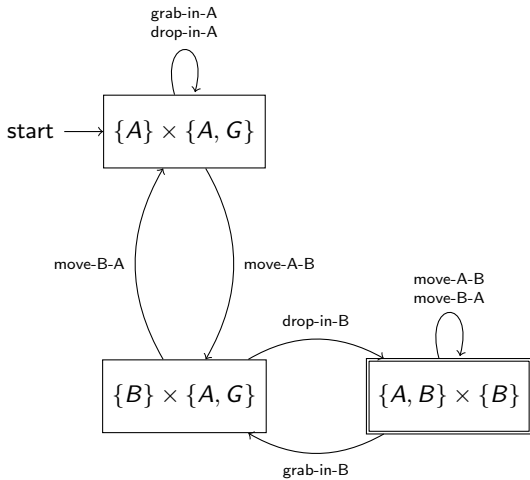 grab-in-A
drop-in-A
start
{A} × {A, G}
move-B-A
move-A-B
move-A-B
move-B-A
drop-in-B
{B} × {A, G}
{A, B} × {B}
grab-in-B